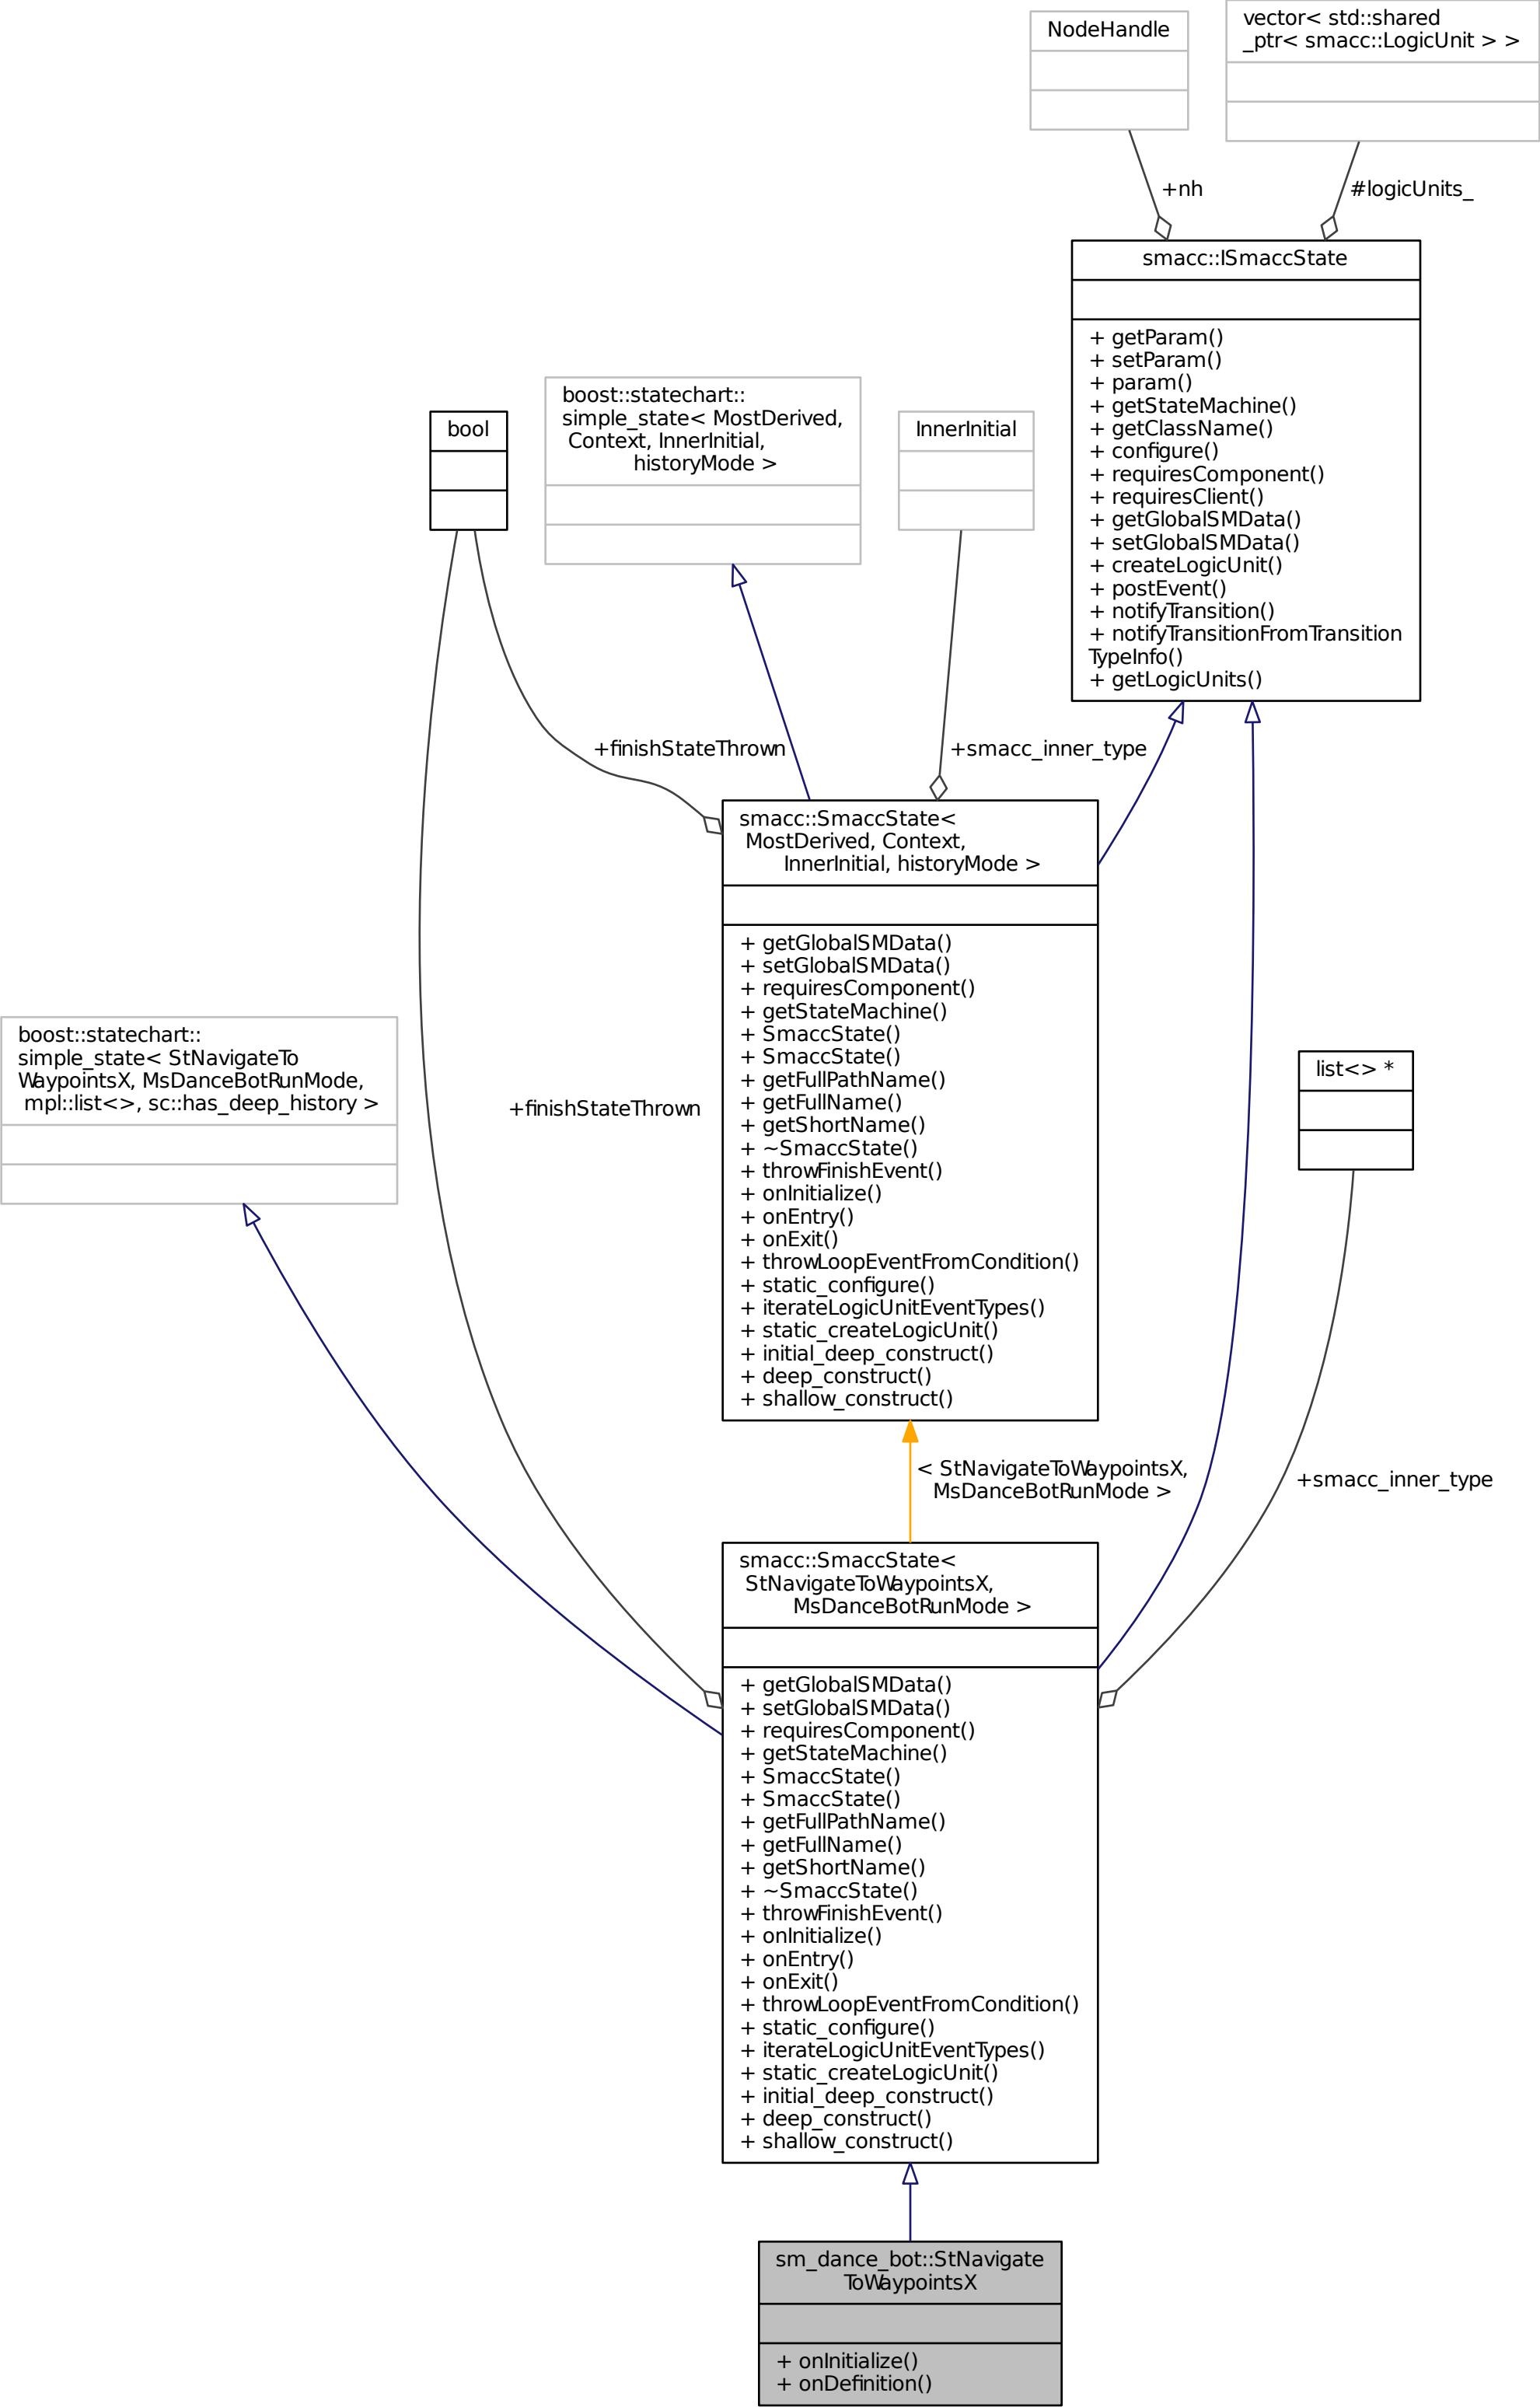 NodeHandle
vector< std::shared
_ptr< smacc::LogicUnit > >
+nh
#logicUnits_
smacc::ISmaccState
+ getParam()
+ setParam()
+ param()
+ getStateMachine()
+ getClassName()
+ configure()
+ requiresComponent()
+ requiresClient()
+ getGlobalSMData()
+ setGlobalSMData()
+ createLogicUnit()
+ postEvent()
+ notifyTransition()
+ notifyTransitionFromTransition
TypeInfo()
+ getLogicUnits()
bool
boost::statechart::
simple_state< MostDerived,
Context, InnerInitial,
historyMode >
InnerInitial
+finishStateThrown
+smacc_inner_type
smacc::SmaccState<
MostDerived, Context,
InnerInitial, historyMode >
+ getGlobalSMData()
+ setGlobalSMData()
+ requiresComponent()
+ getStateMachine()
+ SmaccState()
+ SmaccState()
+ getFullPathName()
+ getFullName()
+ getShortName()
+ ~SmaccState()
+ throwFinishEvent()
+ onInitialize()
+ onEntry()
+ onExit()
+ throwLoopEventFromCondition()
+ static_configure()
+ iterateLogicUnitEventTypes()
+ static_createLogicUnit()
+ initial_deep_construct()
+ deep_construct()
+ shallow_construct()
boost::statechart::
simple_state< StNavigateTo
WaypointsX, MsDanceBotRunMode,
mpl::list<>, sc::has_deep_history >
+finishStateThrown
list<> *
< StNavigateToWaypointsX,
MsDanceBotRunMode >
+smacc_inner_type
smacc::SmaccState<
StNavigateToWaypointsX,
MsDanceBotRunMode >
+ getGlobalSMData()
+ setGlobalSMData()
+ requiresComponent()
+ getStateMachine()
+ SmaccState()
+ SmaccState()
+ getFullPathName()
+ getFullName()
+ getShortName()
+ ~SmaccState()
+ throwFinishEvent()
+ onInitialize()
+ onEntry()
+ onExit()
+ throwLoopEventFromCondition()
+ static_configure()
+ iterateLogicUnitEventTypes()
+ static_createLogicUnit()
+ initial_deep_construct()
+ deep_construct()
+ shallow_construct()
sm_dance_bot::StNavigate
ToWaypointsX
+ onInitialize()
+ onDefinition()